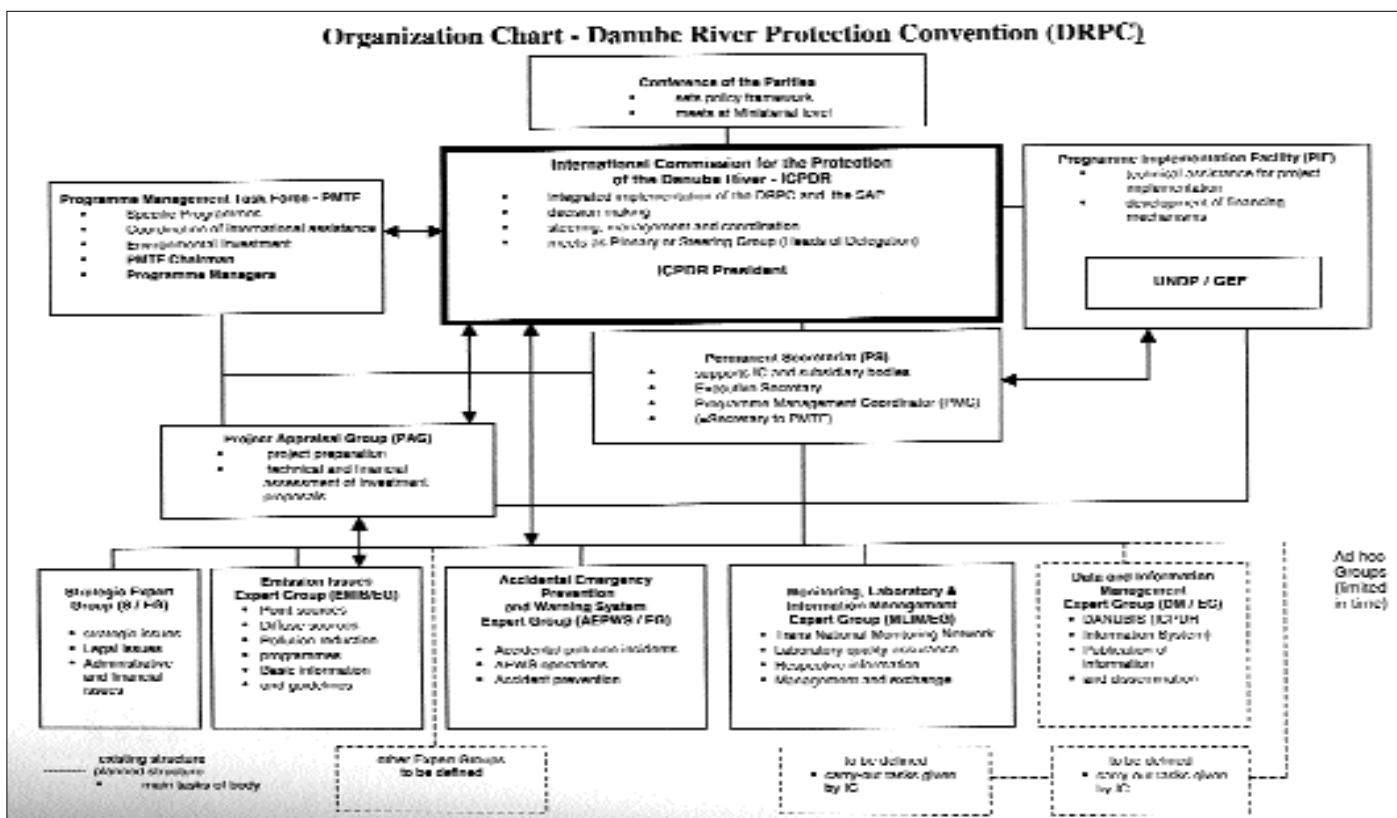 Organization Chart - Danube River Protection Convention (DRPC)
Conference of the Parties
sets policy framework
meets at Ministerial level
International Commission for the Protection
of the Danube River - ICPDR
integrated implementation of the DRPC and the SAP
decision making
steering, management and coordination
meets as Plenary or Steering Group (Heads of Delegation)
ICPDR President
Programme Management Task Force - PMTF
Specific Programmes
Coordination of international assistance
Environmental Investment
PMTF Chairman
Programme Managers
Programme Implementation Facility (PIF)
technical assistance for project
implementation
development of financing
mechanisms
UNDP / GEF
Permanent Secretariat (PS)
supports IC and subsidiary bodies
Executive Secretary
Programme Management Coordinator (PMC)
(=Secretary to PMTF)
Project Appraisal Group (PAG)
project preparation
technical and financial
assessment of investment
proposals
Strategic Expert
Group (S / EG)
strategic issues
Legal issues
Administrative
and financial
issues
Emission Issues
Expert Group (EMIS/EG)
Point sources
Diffuse sources
Pollution reduction
programmes
Basic information
and guidelines
Accidental Emergency
Prevention
and Warning System
Expert Group (AEPWS / EG)
Accidental pollution incidents
AEWS operations
Accident prevention
Monitoring, Laboratory &
Information Management
Expert Group (MLIM/EG)
Trans National Monitoring Network
Laboratory quality assurance
Respective information
Management and exchange
Data and Information
Management
Expert Group (DM / EG)
DANUBIS (ICPDR
Information System)
Publication of
Information
and dissemination
Ad hoc
Groups
(limited
in time)
existing structure
planned structure
main tasks of body
other Expert Groups
to be defined
to be defined
carry-out tasks given
by IC
to be defined
carry out tasks given
by IC